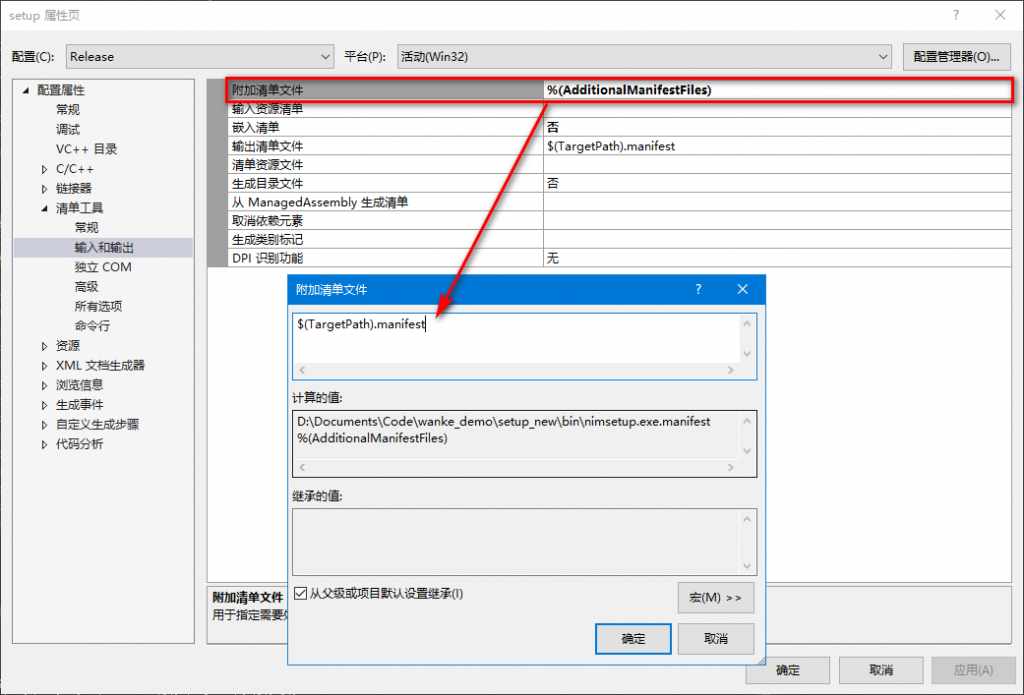 setup 属性页
配置(C): Release 平台(P): 活动(Win32) 配置管理器(O)...
配置属性
常规
调试
VC++ 目录
C/C++
链接器
清单工具
常规
输入和输出
独立 COM
高级
所有选项
命令行
资源
XML 文档生成器
浏览信息
生成事件
自定义生成步骤
代码分析
附加清单文件 %(AdditionalManifestFiles)
输入资源清单
嵌入清单 否
输出清单文件 $(TargetPath).manifest
清单资源文件
生成目录文件 否
从 ManagedAssembly 生成清单
取消依赖元素
生成类别标记
DPI 识别功能 无
附加清单文件
$(TargetPath).manifest
计算的值:
D:\Documents\Code\wanke_demo\setup_new\bin\nimsetup.exe.manifest
%(AdditionalManifestFiles)
继承的值:
从父级或项目默认设置继承(I)
宏(M) >>
确定 取消
附加清单文件
用于指定需要
确定 取消 应用(A)